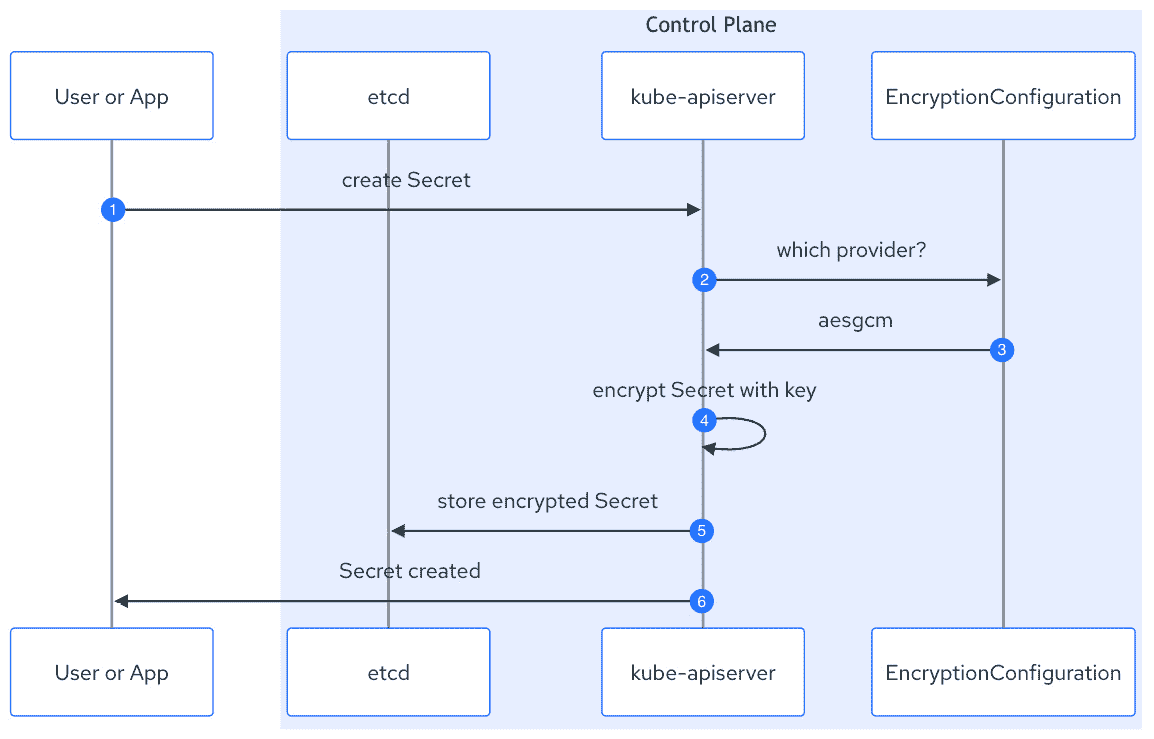 Control Plane
User or App
etcd
kube-apiserver
EncryptionConfiguration
create Secret
1
which provider?
2
aesgcm
3
encrypt Secret with key
4
store encrypted Secret
5
Secret created
6
User or App
etcd
kube-apiserver
EncryptionConfiguration